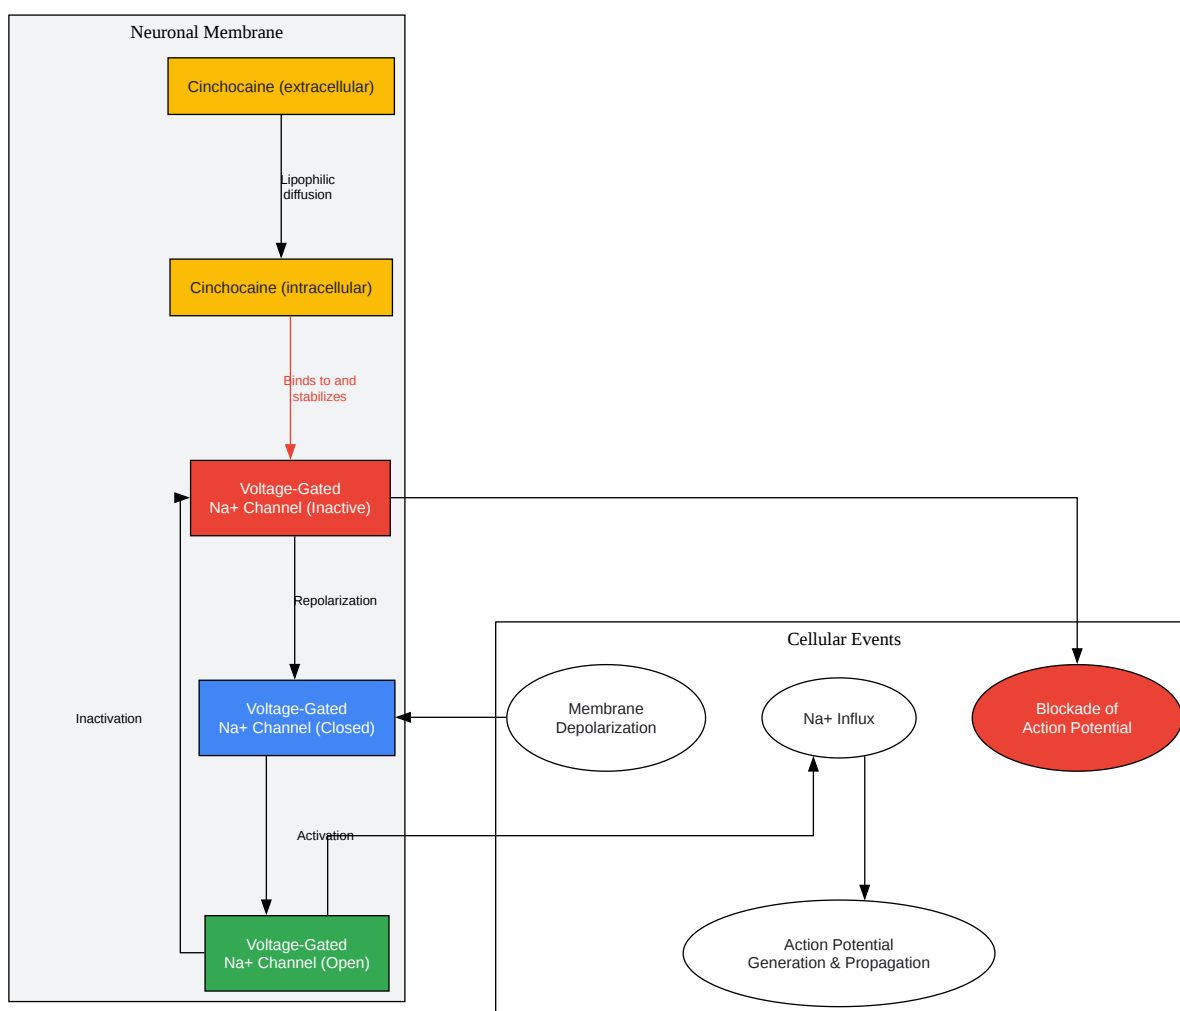 Neuronal Membrane
Cinchocaine (extracellular)
Lipophilic
diffusion
Cinchocaine (intracellular)
Binds to and
stabilizes
Voltage-Gated
Na+ Channel (Inactive)
Repolarization
Cellular Events
Voltage-Gated
Na+ Channel (Closed)
Membrane
Depolarization
Na+ Influx
Blockade of
Action Potential
Inactivation
Activation
Voltage-Gated
Na+ Channel (Open)
Action Potential
Generation & Propagation